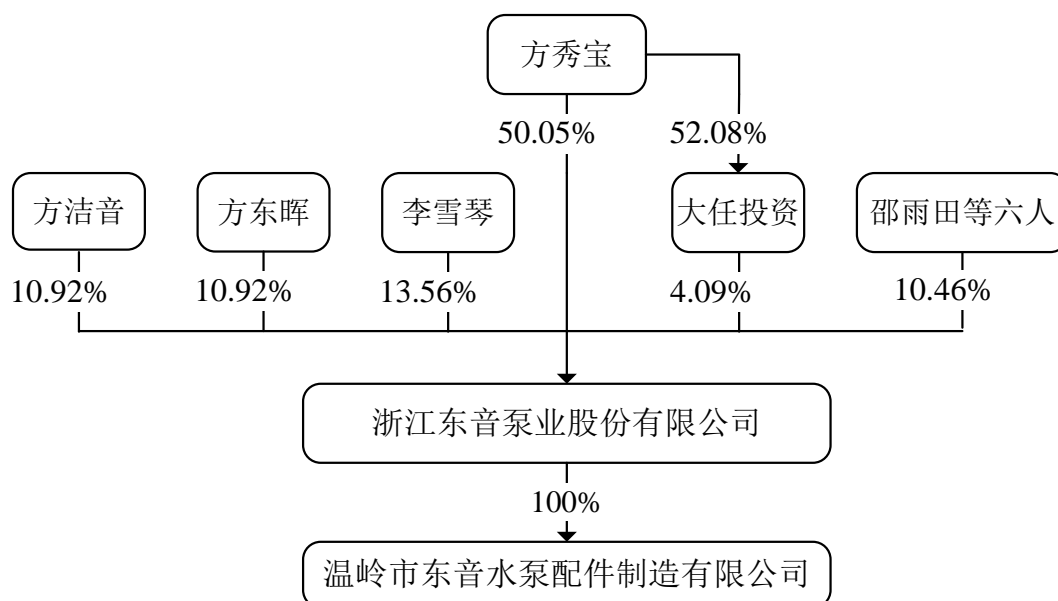 方秀宝
50.05%
52.08%
方洁音
方东晖
李雪琴
大任投资
邵雨田等六人
10.92%
10.92%
13.56%
4.09%
10.46%
浙江东音泵业股份有限公司
100%
温岭市东音水泵配件制造有限公司